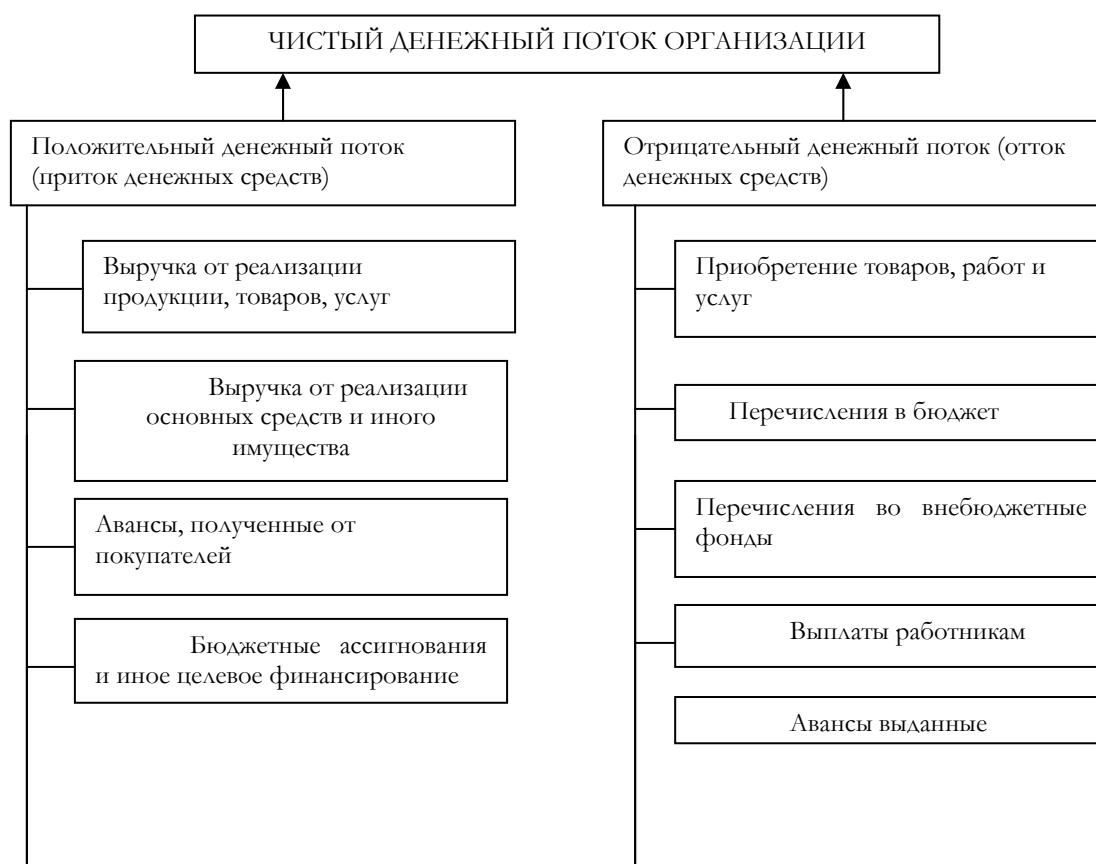 ЧИСТЫЙ ДЕНЕЖНЫЙ ПОТОК ОРГАНИЗАЦИИ
Положительный денежный поток
(приток денежных средств)
Выручка от реализации
продукции, товаров, услуг
Выручка от реализации
основных средств и иного
имущества
Авансы, полученные от
покупателей
Бюджетные ассигнования
и иное целевое финансирование
Отрицательный денежный поток (отток
денежных средств)
Приобретение товаров, работ и
услуг
Перечисления в бюджет
Перечисления во внебюджетные
фонды
Выплаты работникам
Авансы выданные